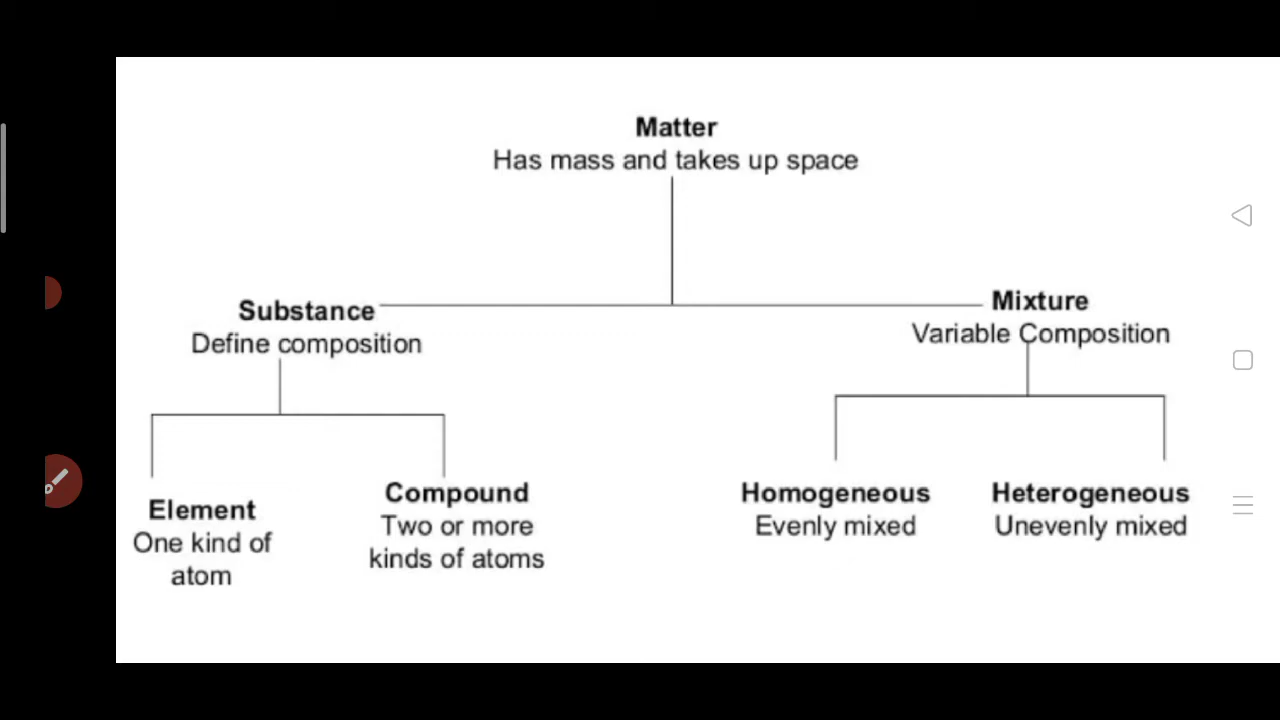 Matter
Has mass and takes up space
Substance
Define composition
Mixture
Variable Composition
Element
One kind of
atom
Compound
Two or more
kinds of atoms
Homogeneous
Evenly mixed
Heterogeneous
Unevenly mixed